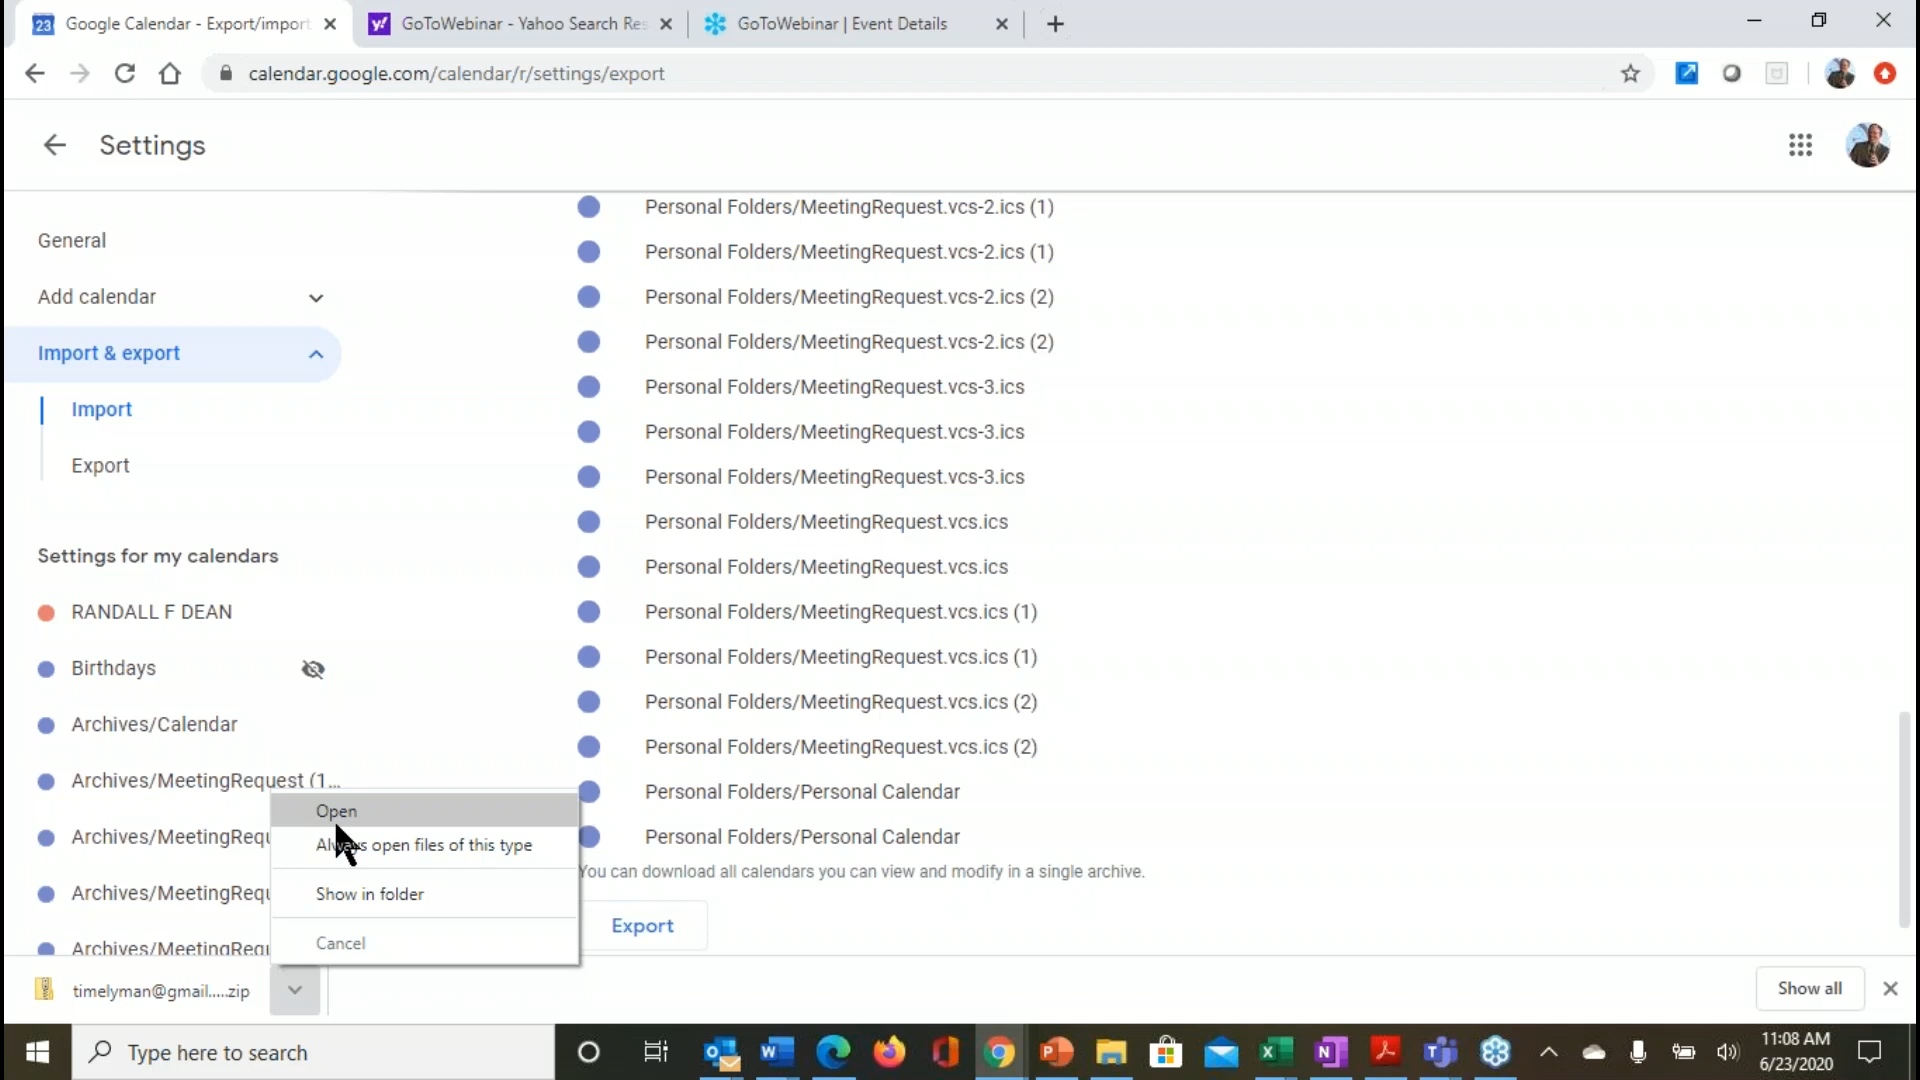 23 Google Calendar - Export/import
y! GoToWebinar - Yahoo Search Res
GoToWebinar | Event Details
calendar.google.com/calendar/r/settings/export
Settings
General
Add calendar
Import & export
Import
Export
Settings for my calendars
RANDALL F DEAN
Birthdays
Archives/Calendar
Archives/MeetingRequest (1...
Archives/MeetingRequ
Archives/MeetingRequ
Archives/MeetingRequ
Personal Folders/MeetingRequest.vcs-2.ics (1)
Personal Folders/MeetingRequest.vcs-2.ics (1)
Personal Folders/MeetingRequest.vcs-2.ics (2)
Personal Folders/MeetingRequest.vcs-2.ics (2)
Personal Folders/MeetingRequest.vcs-3.ics
Personal Folders/MeetingRequest.vcs-3.ics
Personal Folders/MeetingRequest.vcs-3.ics
Personal Folders/MeetingRequest.vcs.ics
Personal Folders/MeetingRequest.vcs.ics
Personal Folders/MeetingRequest.vcs.ics (1)
Personal Folders/MeetingRequest.vcs.ics (1)
Personal Folders/MeetingRequest.vcs.ics (2)
Personal Folders/MeetingRequest.vcs.ics (2)
Personal Folders/Personal Calendar
Personal Folders/Personal Calendar
You can download all calendars you can view and modify in a single archive.
Export
Open
Always open files of this type
Show in folder
Cancel
timelyman@gmail.....zip
Show all
Type here to search
11:08 AM
6/23/2020